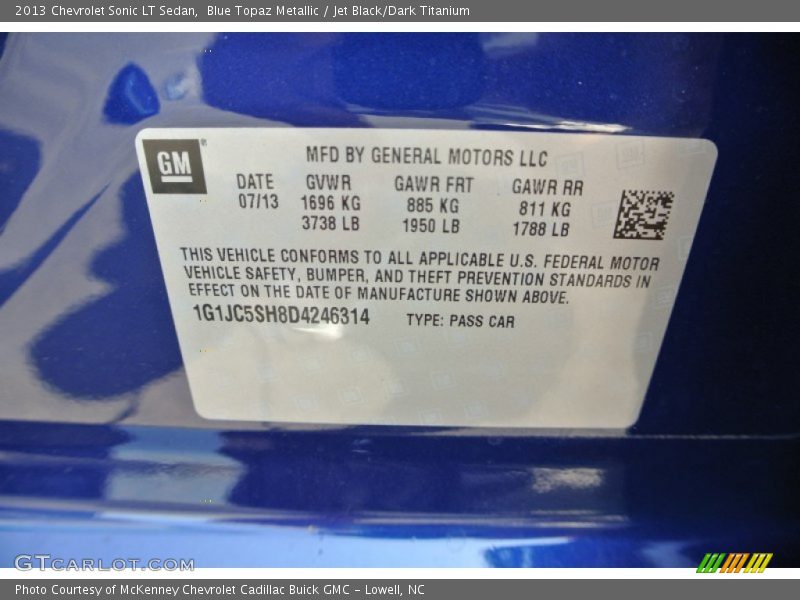 2013 Chevrolet Sonic LT Sedan,  Blue Topaz Metallic / Jet Black/Dark Titanium
GM®
MFD BY GENERAL MOTORS LLC
DATE GVWR GAWR FRT GAWR RR
07/13 1696 KG 885 KG 811 KG
3738 LB 1950 LB 1788 LB
THIS VEHICLE CONFORMS TO ALL APPLICABLE U.S. FEDERAL MOTOR
VEHICLE SAFETY, BUMPER, AND THEFT PREVENTION STANDARDS IN
EFFECT ON THE DATE OF MANUFACTURE SHOWN ABOVE.
1G1JC5SH8D4246314 TYPE: PASS CAR
GTCARLOT.COM
Photo Courtesy of McKenney Chevrolet Cadillac Buick GMC - Lowell, NC